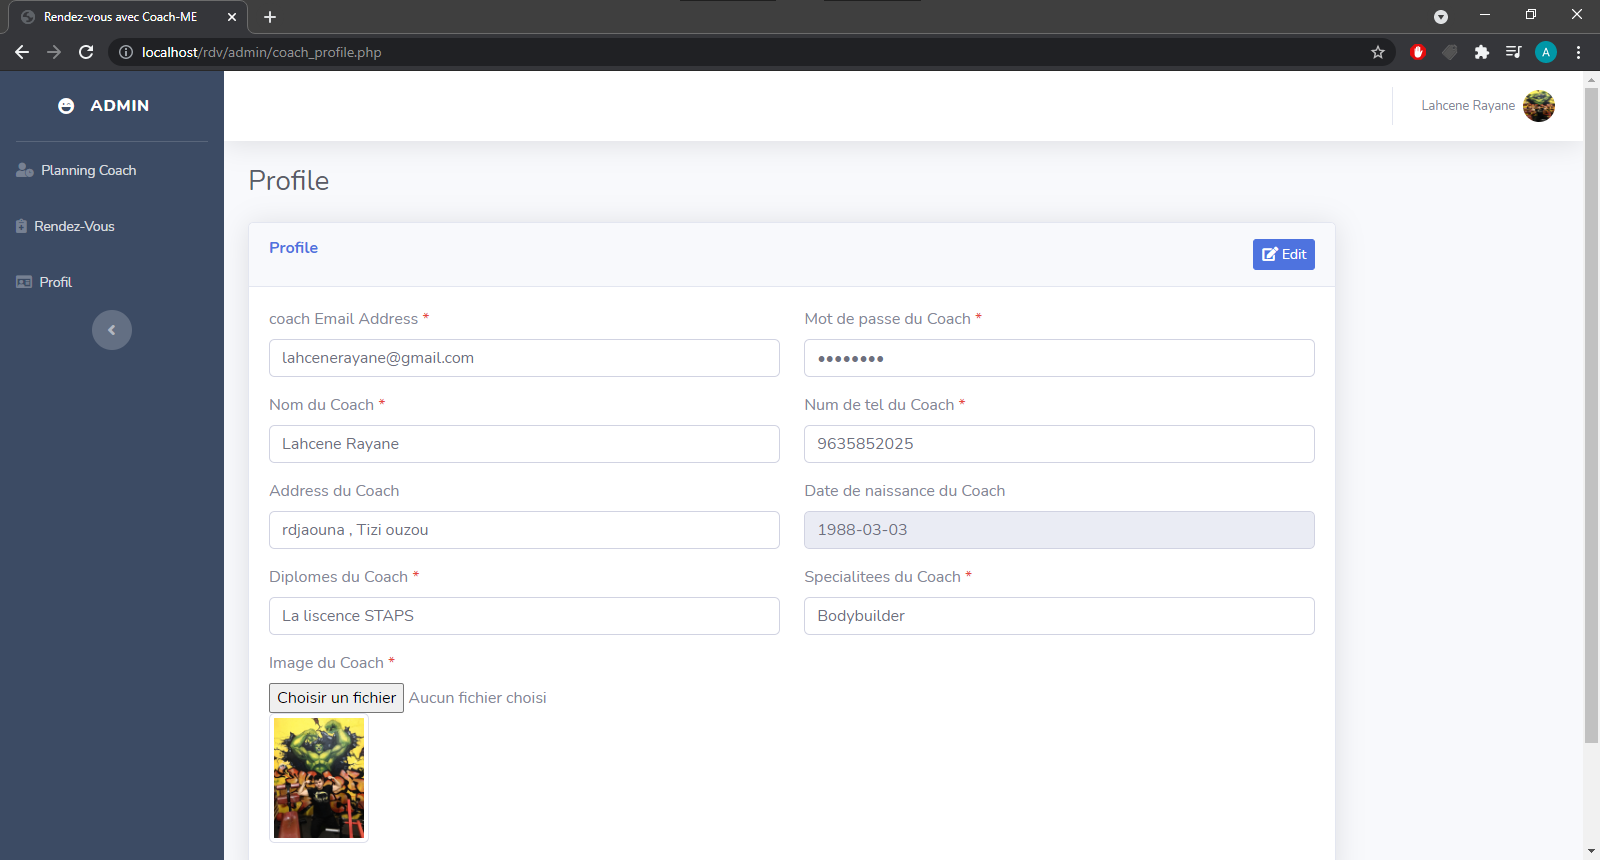 Rendez-vous avec Coach-ME
localhost/rdv/admin/coach_profile.php
A
ADMIN
Lahcene Rayane
Planning Coach
Rendez-Vous
Profil
Profile
Profile
Edit
coach Email Address *
Mot de passe du Coach *
lahcenerayane@gmail.com
••••••••
Nom du Coach *
Num de tel du Coach *
Lahcene Rayane
9635852025
Address du Coach
Date de naissance du Coach
rdjaouna , Tizi ouzou
1988-03-03
Diplomes du Coach *
Specialitees du Coach *
La liscence STAPS
Bodybuilder
Image du Coach *
Choisir un fichier Aucun fichier choisi